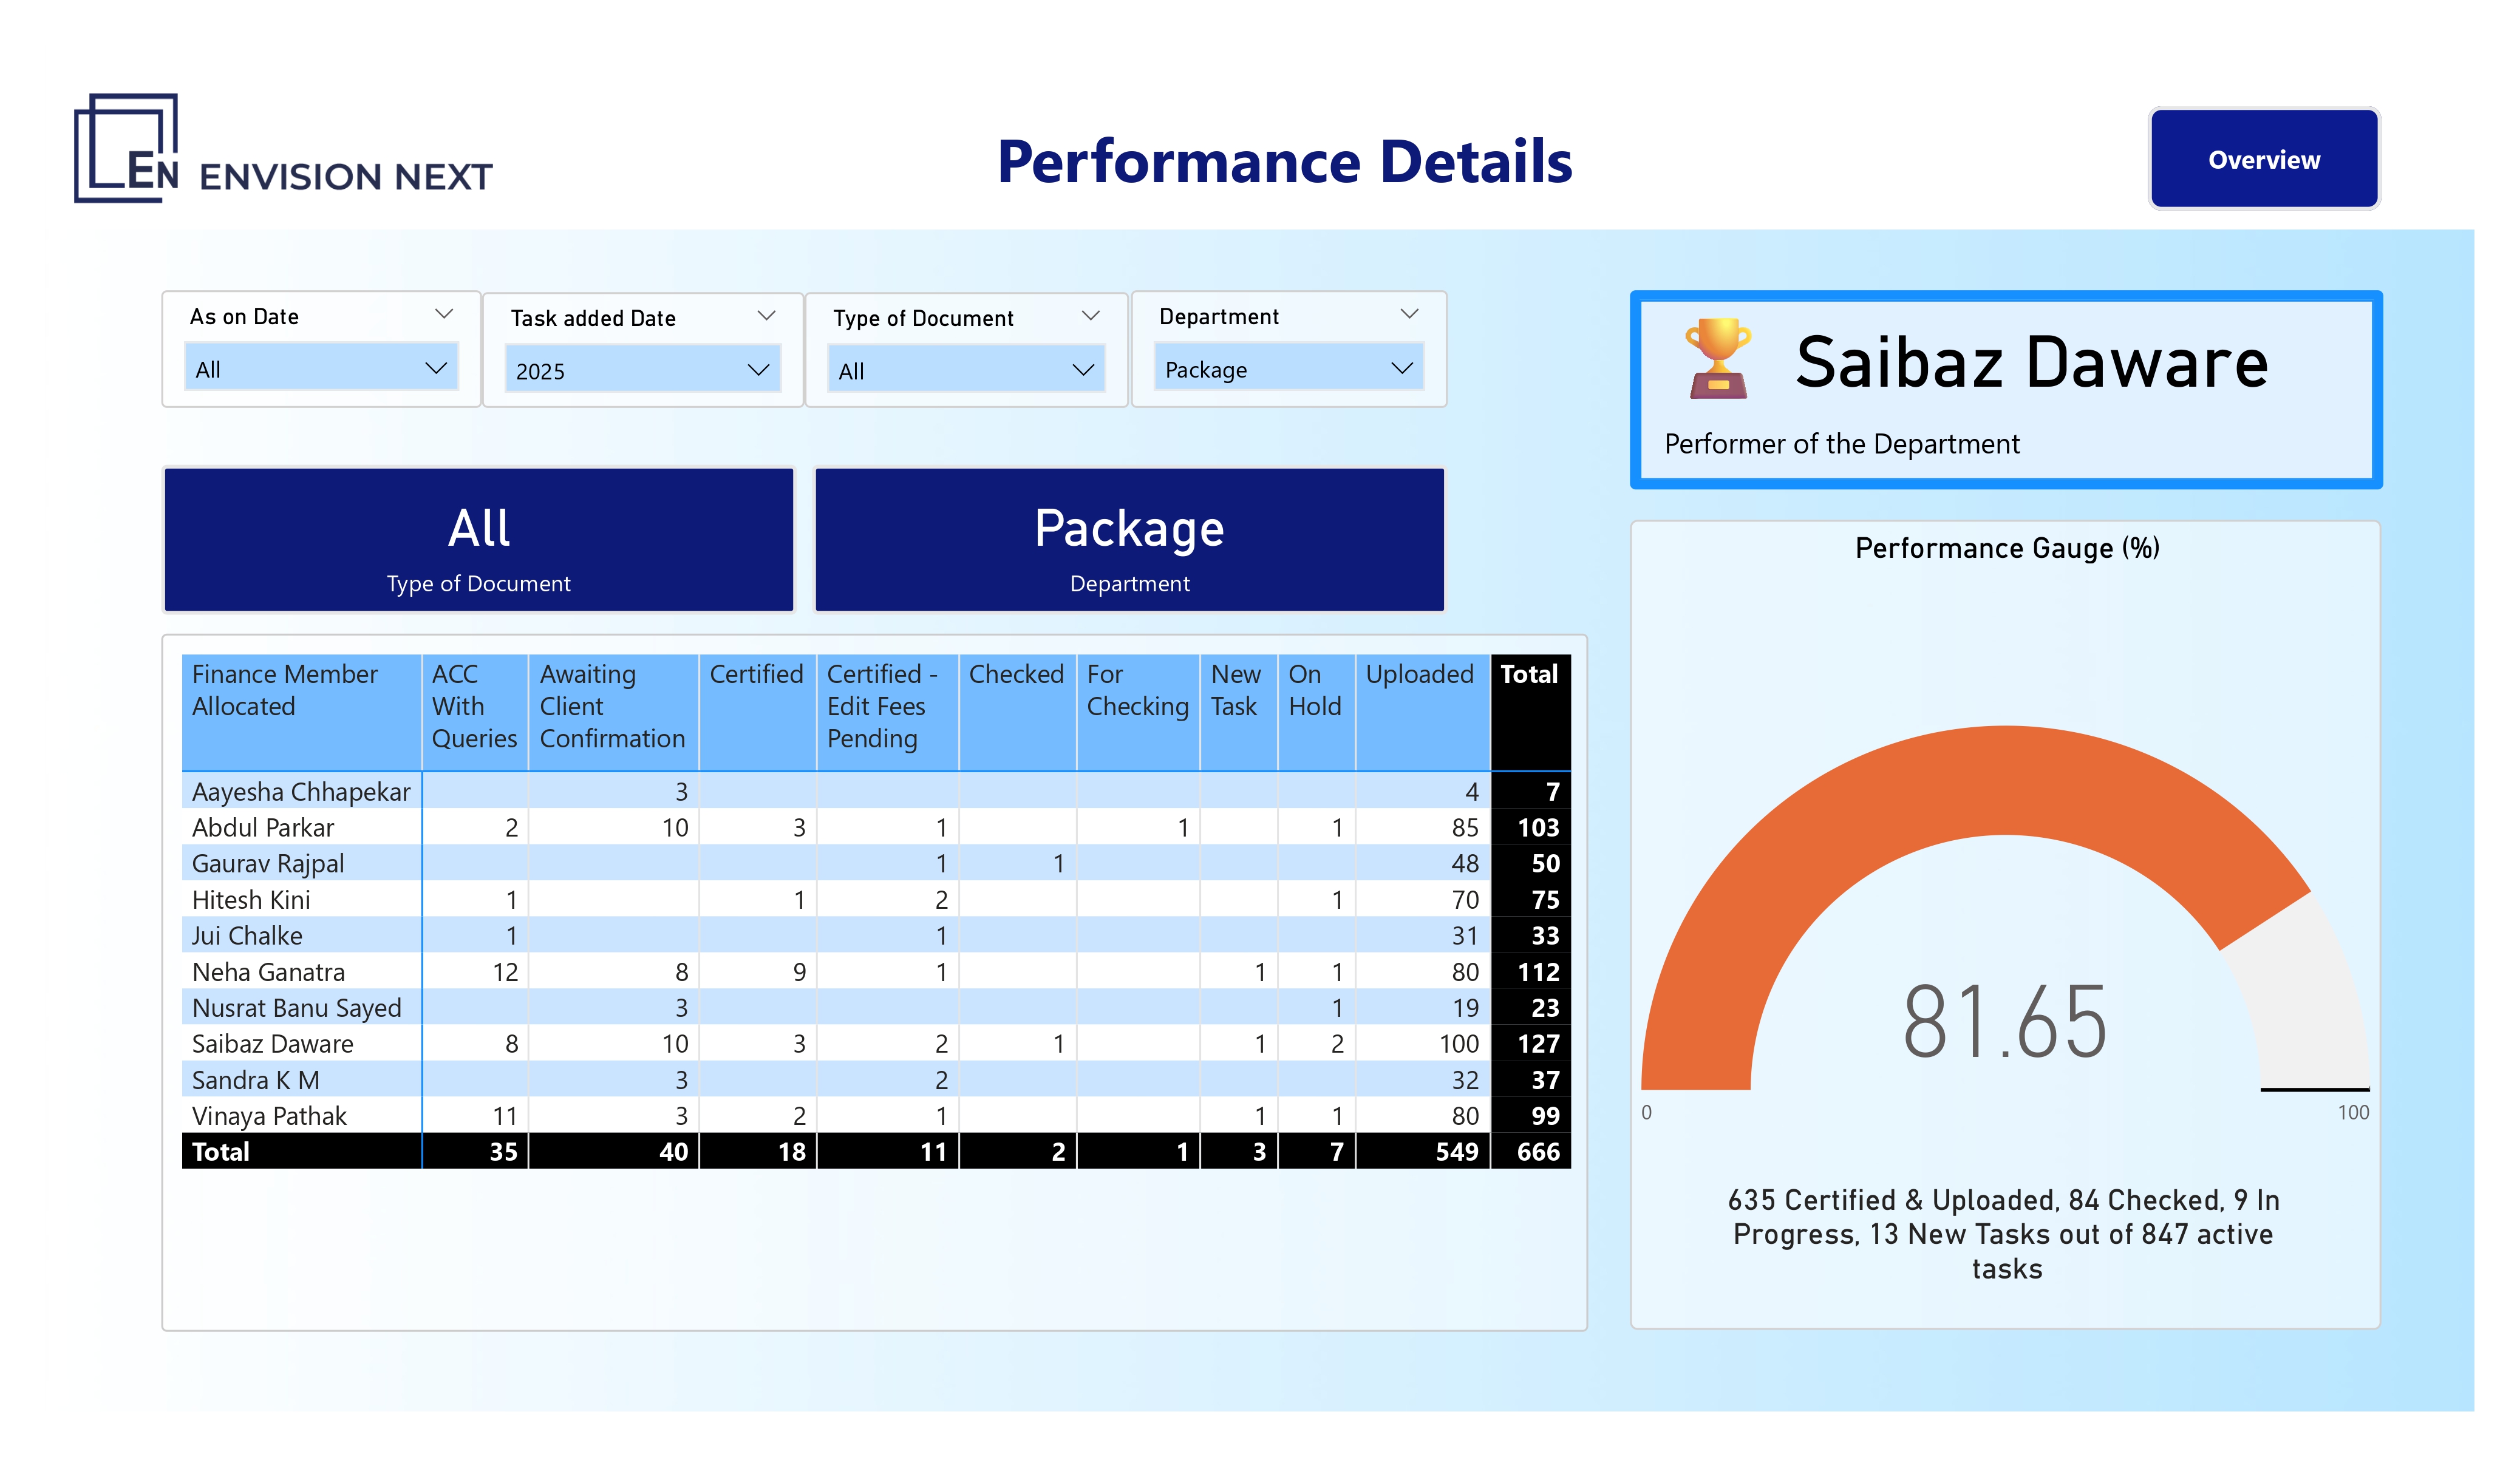 EN ENVISION NEXT
Performance Details
Overview
As on Date
All
Task added Date
2025
Type of Document
All
Department
Package
🏆 Saibaz Daware
Performer of the Department
All
Type of Document
Package
Department
Finance Member Allocated ACC With Queries Awaiting Client Confirmation Certified Certified - Edit Fees Pending Checked For Checking New Task On Hold Uploaded Total
Aayesha Chhapekar 3 4 7
Abdul Parkar 2 10 3 1 1 1 85 103
Gaurav Rajpal 1 1 48 50
Hitesh Kini 1 1 2 1 70 75
Jui Chalke 1 1 31 33
Neha Ganatra 12 8 9 1 1 1 80 112
Nusrat Banu Sayed 3 1 19 23
Saibaz Daware 8 10 3 2 1 1 2 100 127
Sandra K M 3 2 32 37
Vinaya Pathak 11 3 2 1 1 1 80 99
Total 35 40 18 11 2 1 3 7 549 666
Performance Gauge (%)
81.65
0
100
635 Certified & Uploaded, 84 Checked, 9 In
Progress, 13 New Tasks out of 847 active
tasks